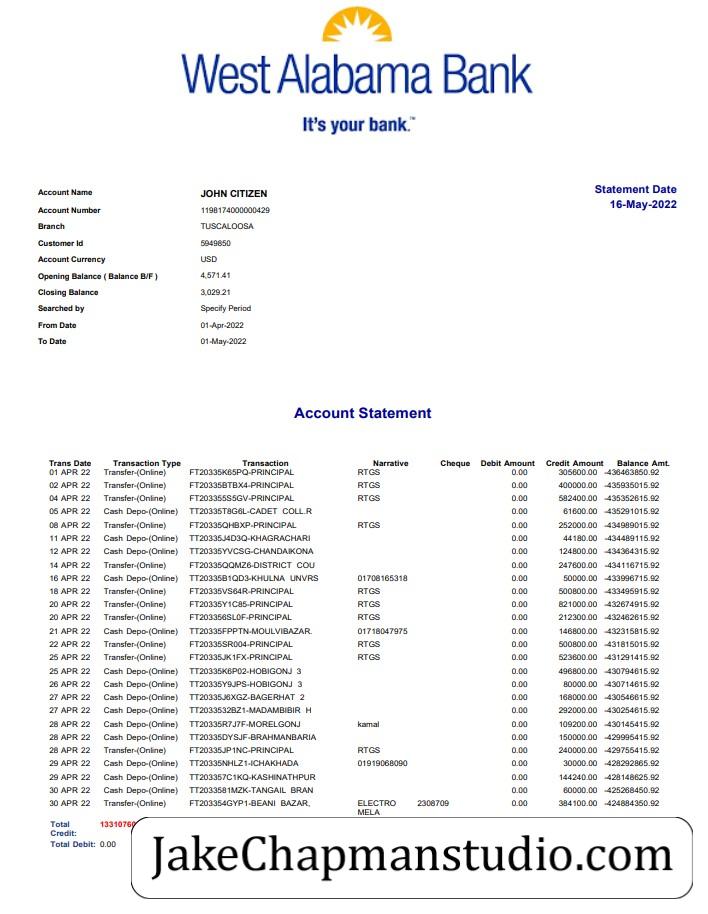 West Alabama Bank
It's your bank.™
Statement Date
16-May-2022
Account Name JOHN CITIZEN
Account Number 1198174000000429
Branch TUSCALOOSA
Customer Id 5949850
Account Currency USD
Opening Balance ( Balance B/F ) 4,571.41
Closing Balance 3,029.21
Searched by Specify Period
From Date 01-Apr-2022
To Date 01-May-2022
Account Statement
Trans Date Transaction Type Transaction Narrative Cheque Debit Amount Credit Amount Balance Amt.
01 APR 22 Transfer-(Online) FT20335K65PQ-PRINCIPAL RTGS 0.00 305600.00 -436463850.92
02 APR 22 Transfer-(Online) FT20335BTBX4-PRINCIPAL RTGS 0.00 400000.00 -435935015.92
04 APR 22 Transfer-(Online) FT203355S5GV-PRINCIPAL RTGS 0.00 582400.00 -435352615.92
05 APR 22 Cash Depo-(Online) TT20335T8G6L-CADET COLL.R 0.00 61600.00 -435291015.92
08 APR 22 Transfer-(Online) FT20335QHBXP-PRINCIPAL RTGS 0.00 252000.00 -434989015.92
11 APR 22 Cash Depo-(Online) TT20335J4D3Q-KHAGRACHARI 0.00 44180.00 -434489115.92
12 APR 22 Cash Depo-(Online) TT20335YVCSG-CHANDAIKONA 0.00 124800.00 -434364315.92
14 APR 22 Transfer-(Online) FT20335QQMZ6-DISTRICT COU 0.00 247600.00 -434116715.92
16 APR 22 Cash Depo-(Online) TT20335B1QD3-KHULNA UNVRS 01708165318 0.00 50000.00 -433996715.92
18 APR 22 Transfer-(Online) FT20335VS64R-PRINCIPAL RTGS 0.00 500800.00 -433495915.92
20 APR 22 Transfer-(Online) FT20335Y1C85-PRINCIPAL RTGS 0.00 821000.00 -432674915.92
20 APR 22 Transfer-(Online) FT203356SL0F-PRINCIPAL RTGS 0.00 212300.00 -432462615.92
21 APR 22 Cash Depo-(Online) TT20335FPPTN-MOULVIBAZAR. 01718047975 0.00 146800.00 -432315815.92
22 APR 22 Transfer-(Online) FT20335SR004-PRINCIPAL RTGS 0.00 500800.00 -431815015.92
25 APR 22 Transfer-(Online) FT20335JK1FX-PRINCIPAL RTGS 0.00 523600.00 -431291415.92
25 APR 22 Cash Depo-(Online) TT20335K6P02-HOBIGONJ 3 0.00 496800.00 -430794615.92
26 APR 22 Cash Depo-(Online) TT20335Y9JPS-HOBIGONJ 3 0.00 80000.00 -430714615.92
27 APR 22 Cash Depo-(Online) TT20335J6XGZ-BAGERHAT 2 0.00 168000.00 -430546615.92
27 APR 22 Cash Depo-(Online) TT2033532BZ1-MADAMBIBIR H 0.00 292000.00 -430254615.92
28 APR 22 Cash Depo-(Online) TT20335R7J7F-MORELGONJ kamal 0.00 109200.00 -430145415.92
28 APR 22 Cash Depo-(Online) TT20335DYSJF-BRAHMANBARIA 0.00 150000.00 -429995415.92
28 APR 22 Transfer-(Online) FT20335JP1NC-PRINCIPAL RTGS 0.00 240000.00 -429755415.92
29 APR 22 Cash Depo-(Online) TT20335NHLZ1-ICHAKHADA 01919068090 0.00 30000.00 -428292865.92
29 APR 22 Cash Depo-(Online) TT203357C1KQ-KASHINATHPUR 0.00 144240.00 -428148625.92
30 APR 22 Cash Depo-(Online) TT2033581MZK-TANGAIL BRAN 0.00 60000.00 -425268450.92
30 APR 22 Transfer-(Online) FT203354GYP1-BEANI BAZAR, ELECTRO 2308709 0.00 384100.00 -424884350.92
MELA
Total 1331076
Credit:
Total Debit: 0.00
JakeChapmanstudio.com